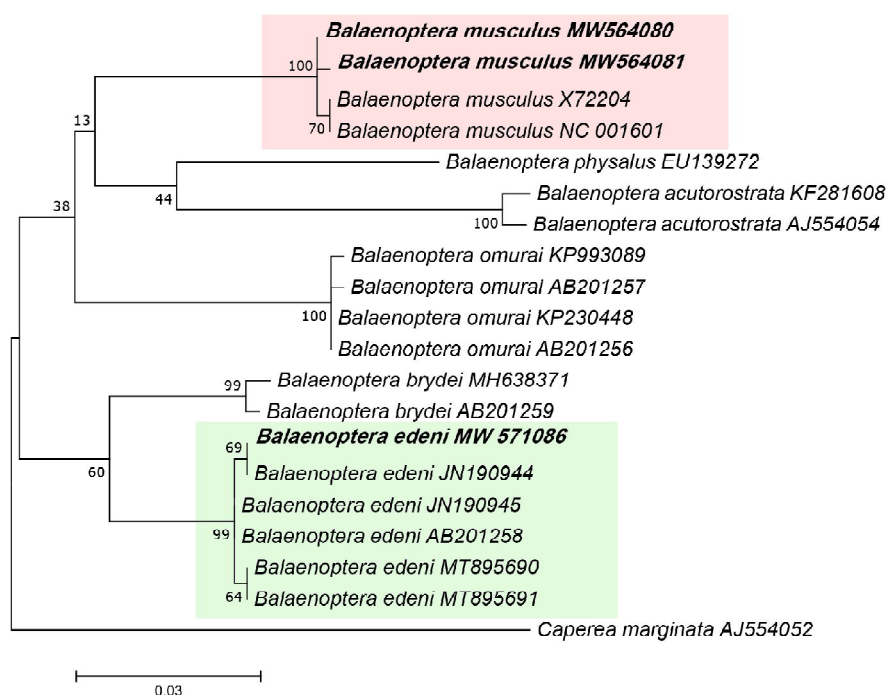 Balaenoptera musculus MW564080
100
Balaenoptera musculus MW564081
Balaenoptera musculus X72204
70
Balaenoptera musculus NC 001601
13
Balaenoptera physalus EU139272
44
Balaenoptera acutorostrata KF281608
100
Balaenoptera acutorostrata AJ554054
38
Balaenoptera omurai KP993089
Balaenoptera omural AB201257
100
Balaenoptera omurai KP230448
Balaenoptera omurai AB201256
99
Balaenoptera brydei MH638371
Balaenoptera brydei AB201259
Balaenoptera edeni MW 571086
69
Balaenoptera edeni JN190944
60
Balaenoptera edeni JN190945
99
Balaenoptera edeni AB201258
Balaenoptera edeni MT895690
64
Balaenoptera edeni MT895691
Caperea marginata AJ554052
0.03